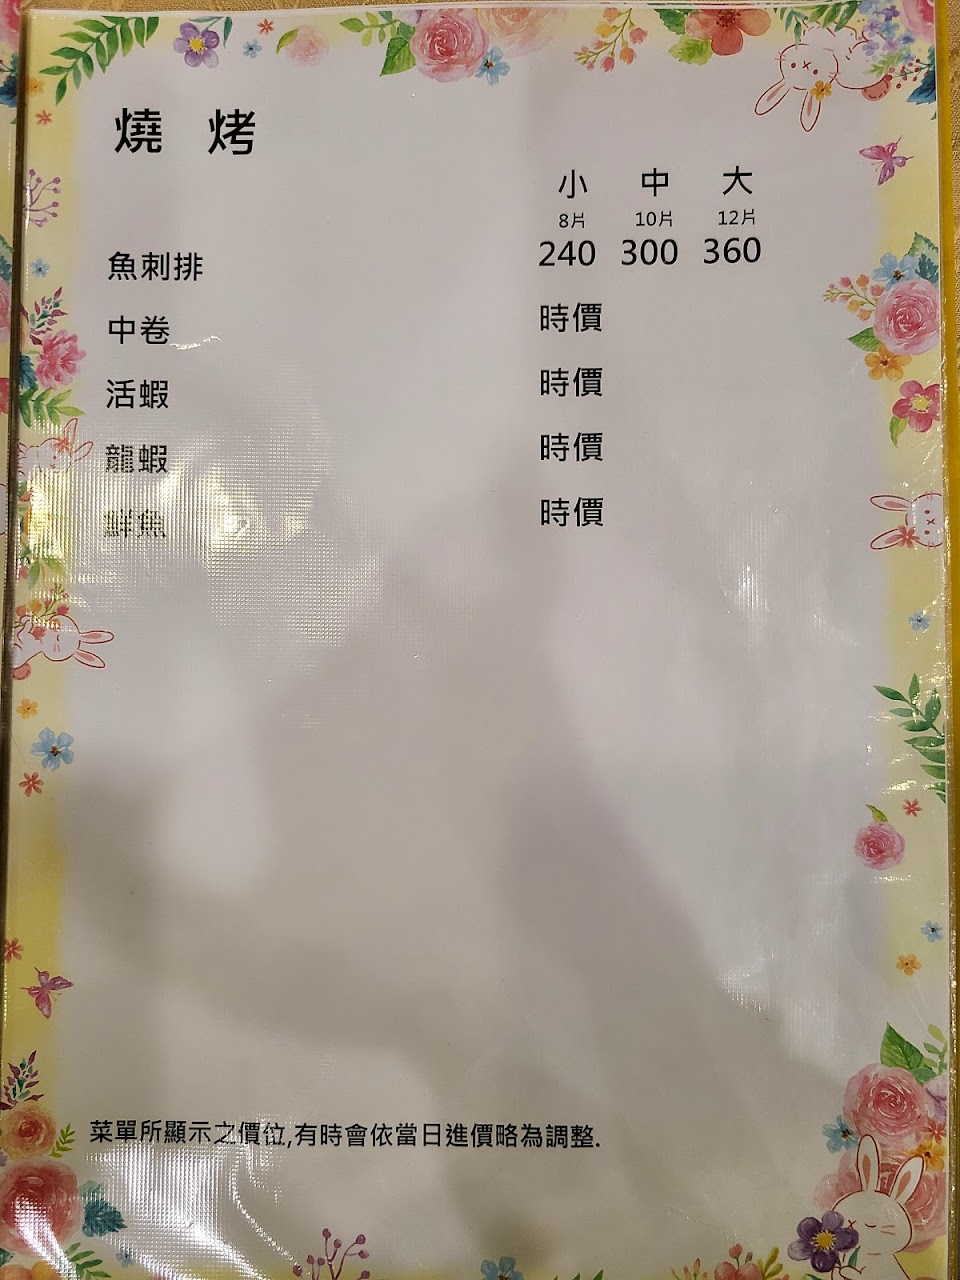 燒 烤
小 中 大
8片 10片 12片
魚刺排 240 300 360
中卷 時價
活蝦 時價
龍蝦 時價
鮮魚 時價
菜單所顯示之價位,有時會依當日進價略為調整.